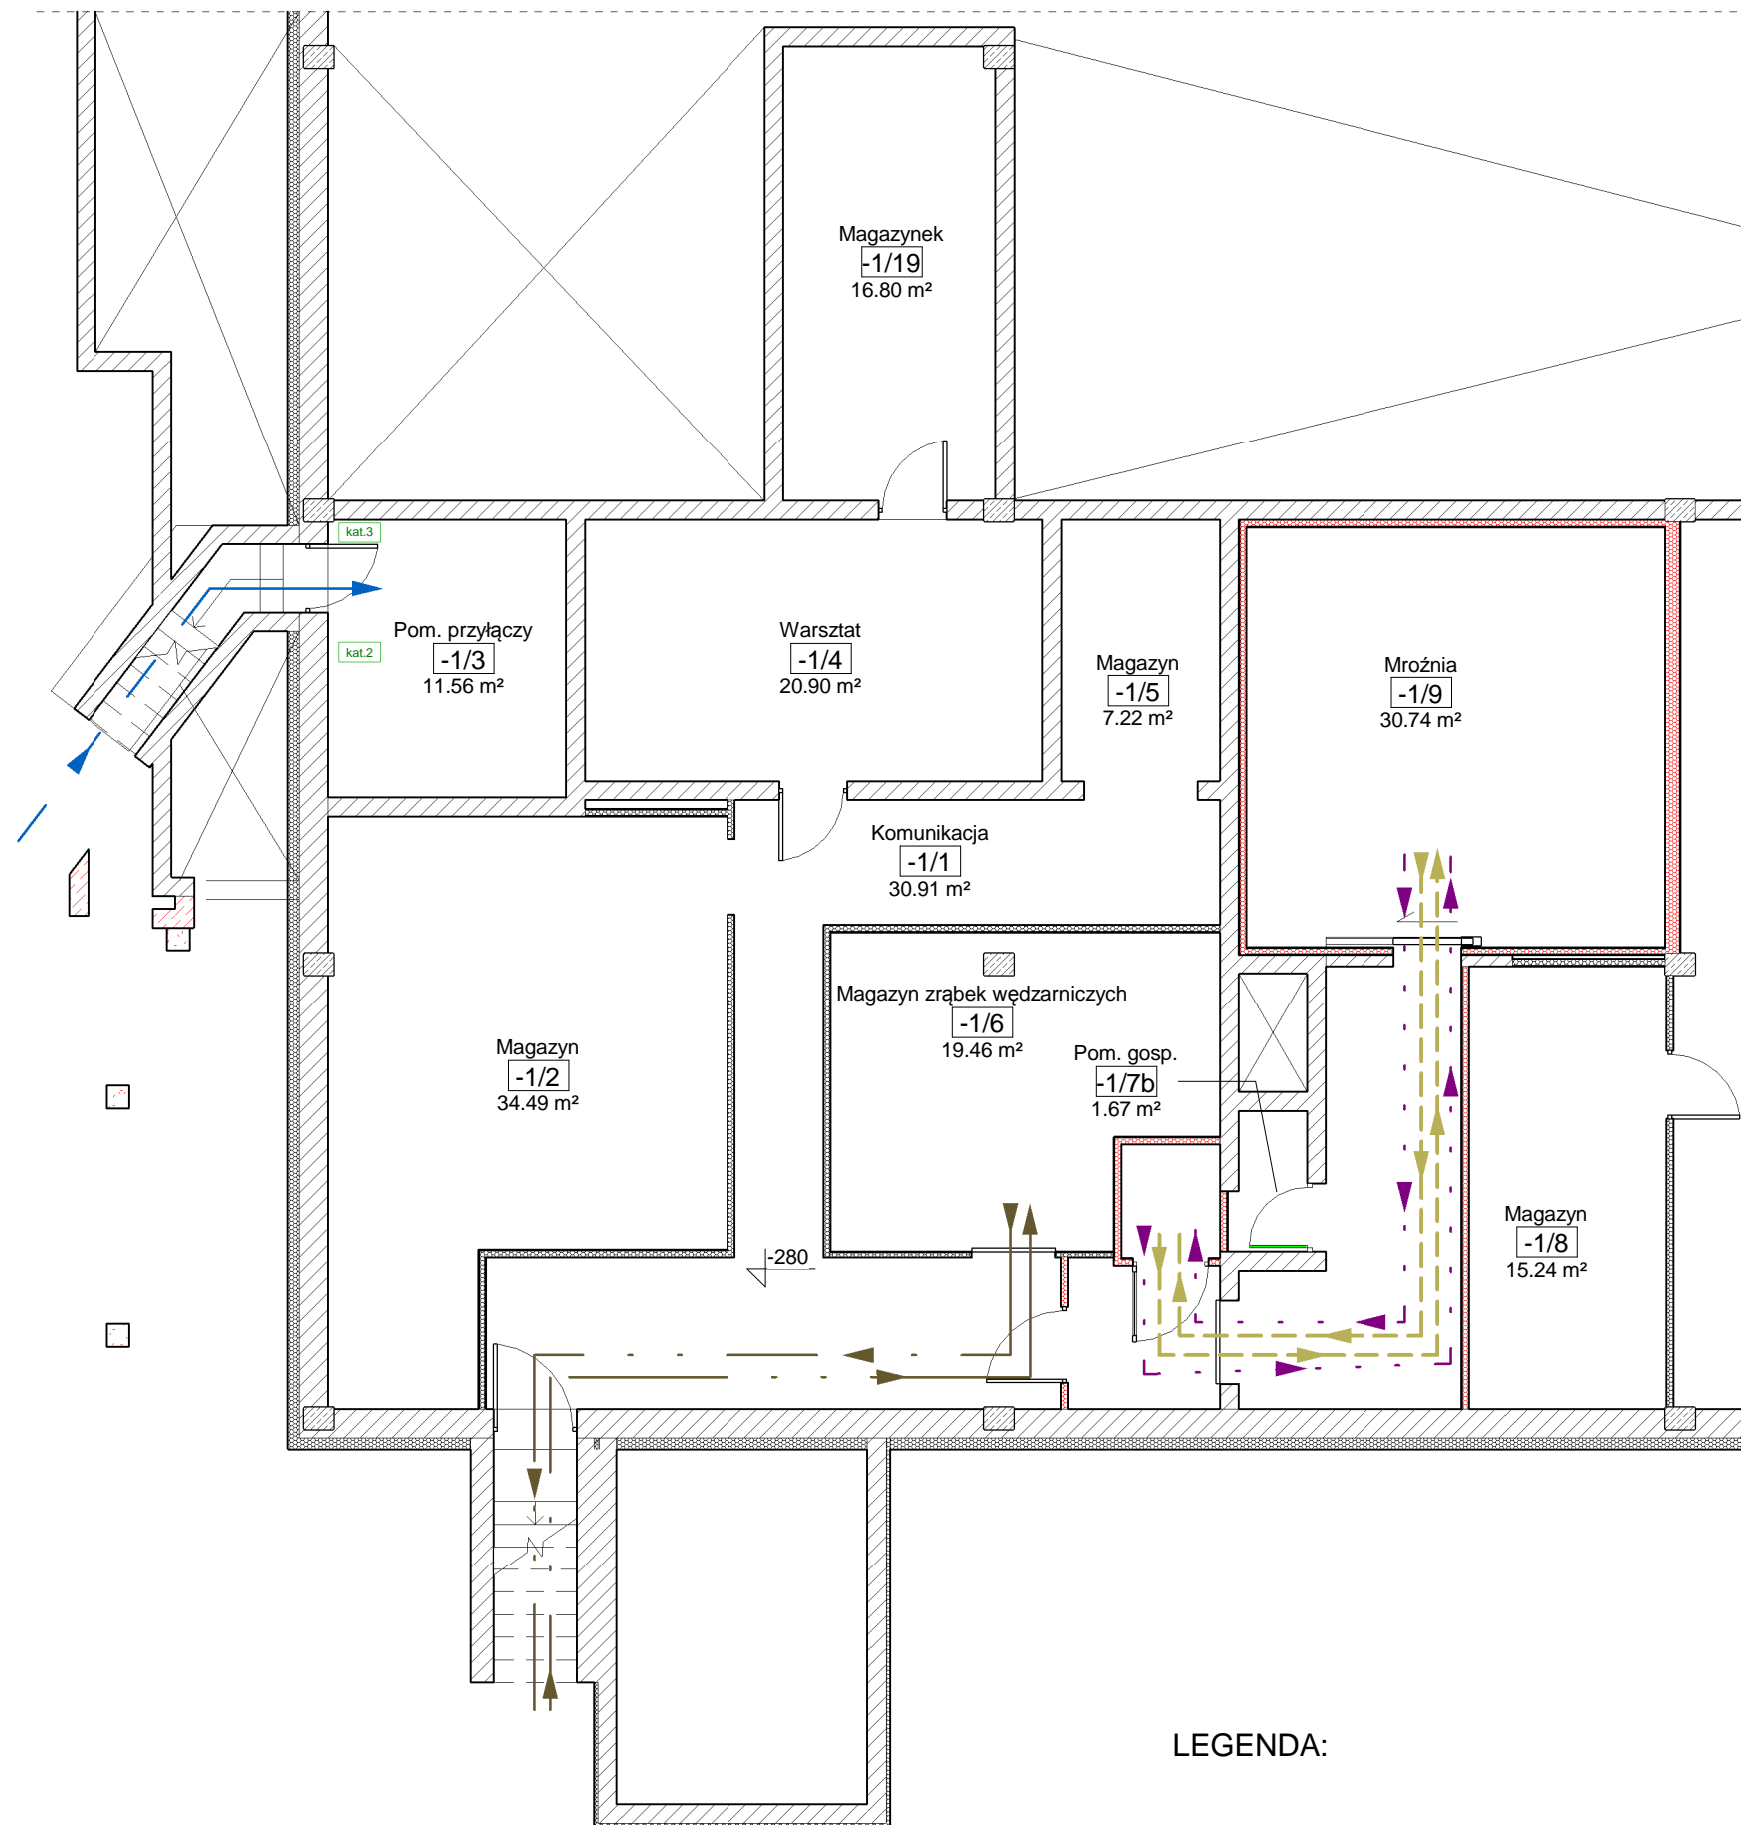 Magazynek
-1/19
16.80 m²
kat.3
kat.2
Pom. przyłączy
-1/3
11.56 m²
Warsztat
-1/4
20.90 m²
Magazyn
-1/5
7.22 m²
Mroźnia
-1/9
30.74 m²
Komunikacja
-1/1
30.91 m²
Magazyn zrąbek wędzarniczych
-1/6
19.46 m²
Magazyn
-1/2
34.49 m²
Pom. gosp.
-1/7b
1.67 m²
Magazyn
-1/8
15.24 m²
-280
LEGENDA: